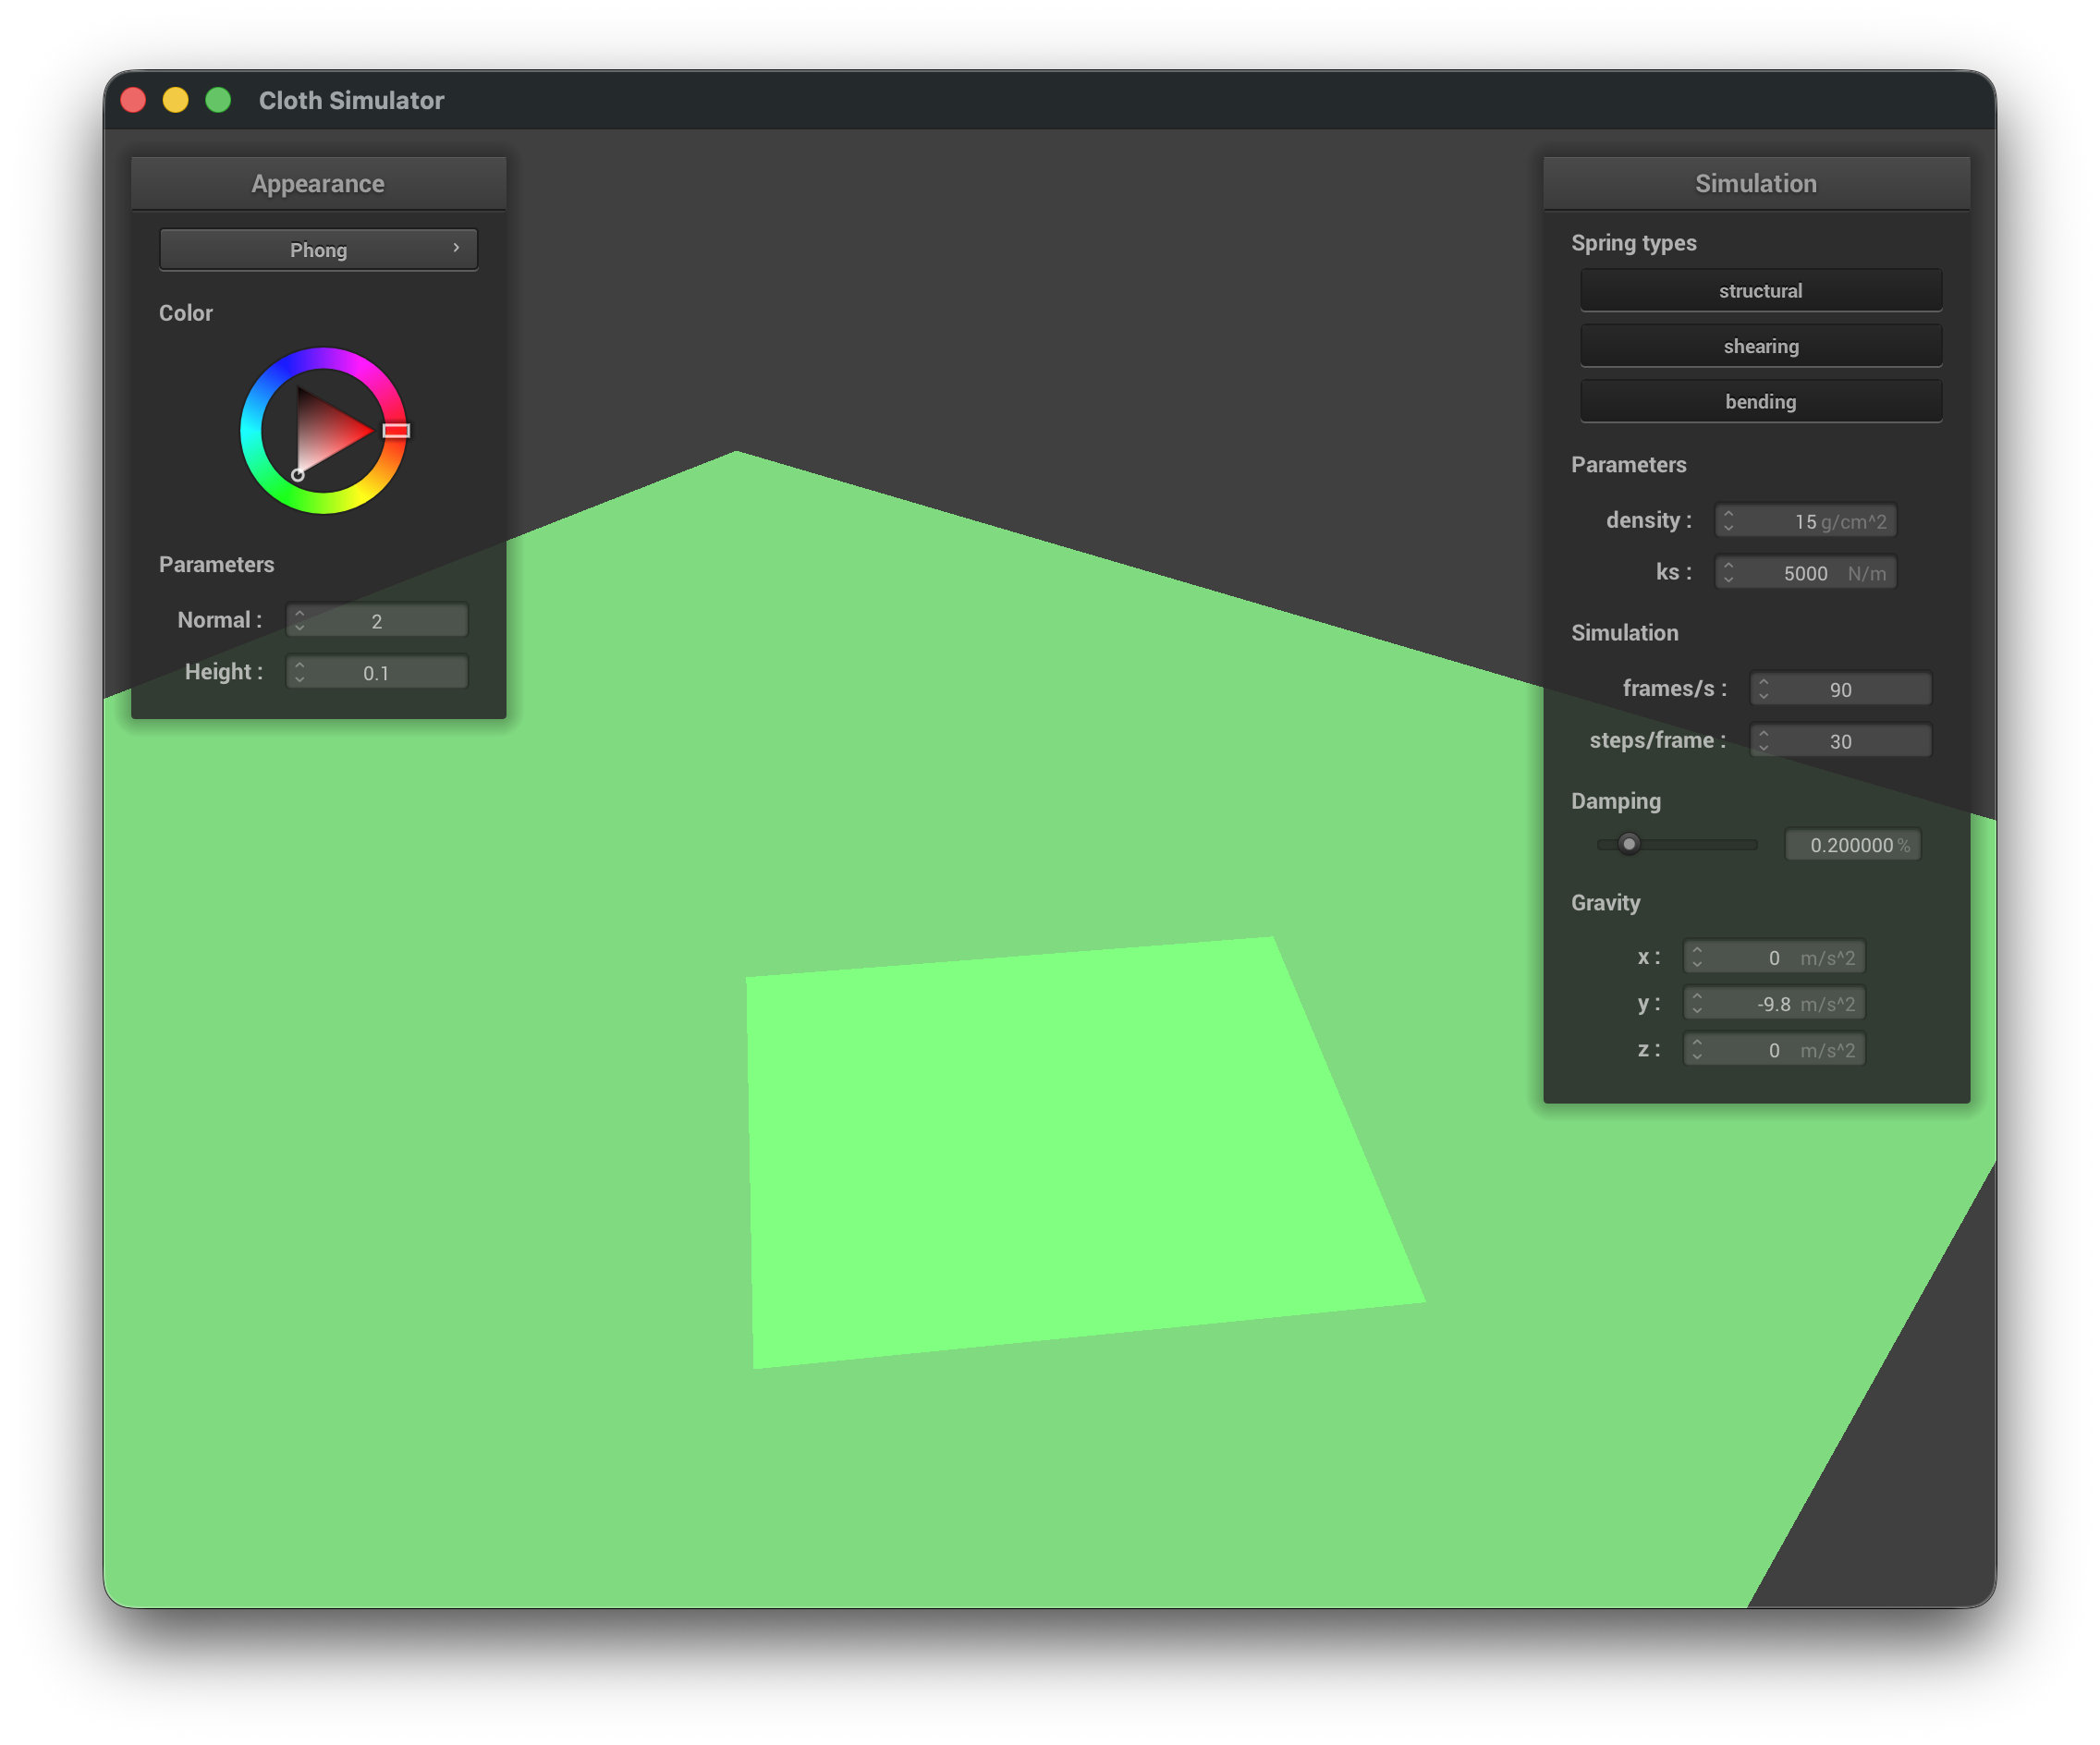 Cloth Simulator
Appearance
Phong
Color
Parameters
Normal : 2
Height : 0.1
Simulation
Spring types
structural
shearing
bending
Parameters
density : 15 g/cm^2
ks : 5000 N/m
Simulation
frames/s : 90
steps/frame : 30
Damping
0.200000 %
Gravity
x : 0 m/s^2
y : -9.8 m/s^2
z : 0 m/s^2